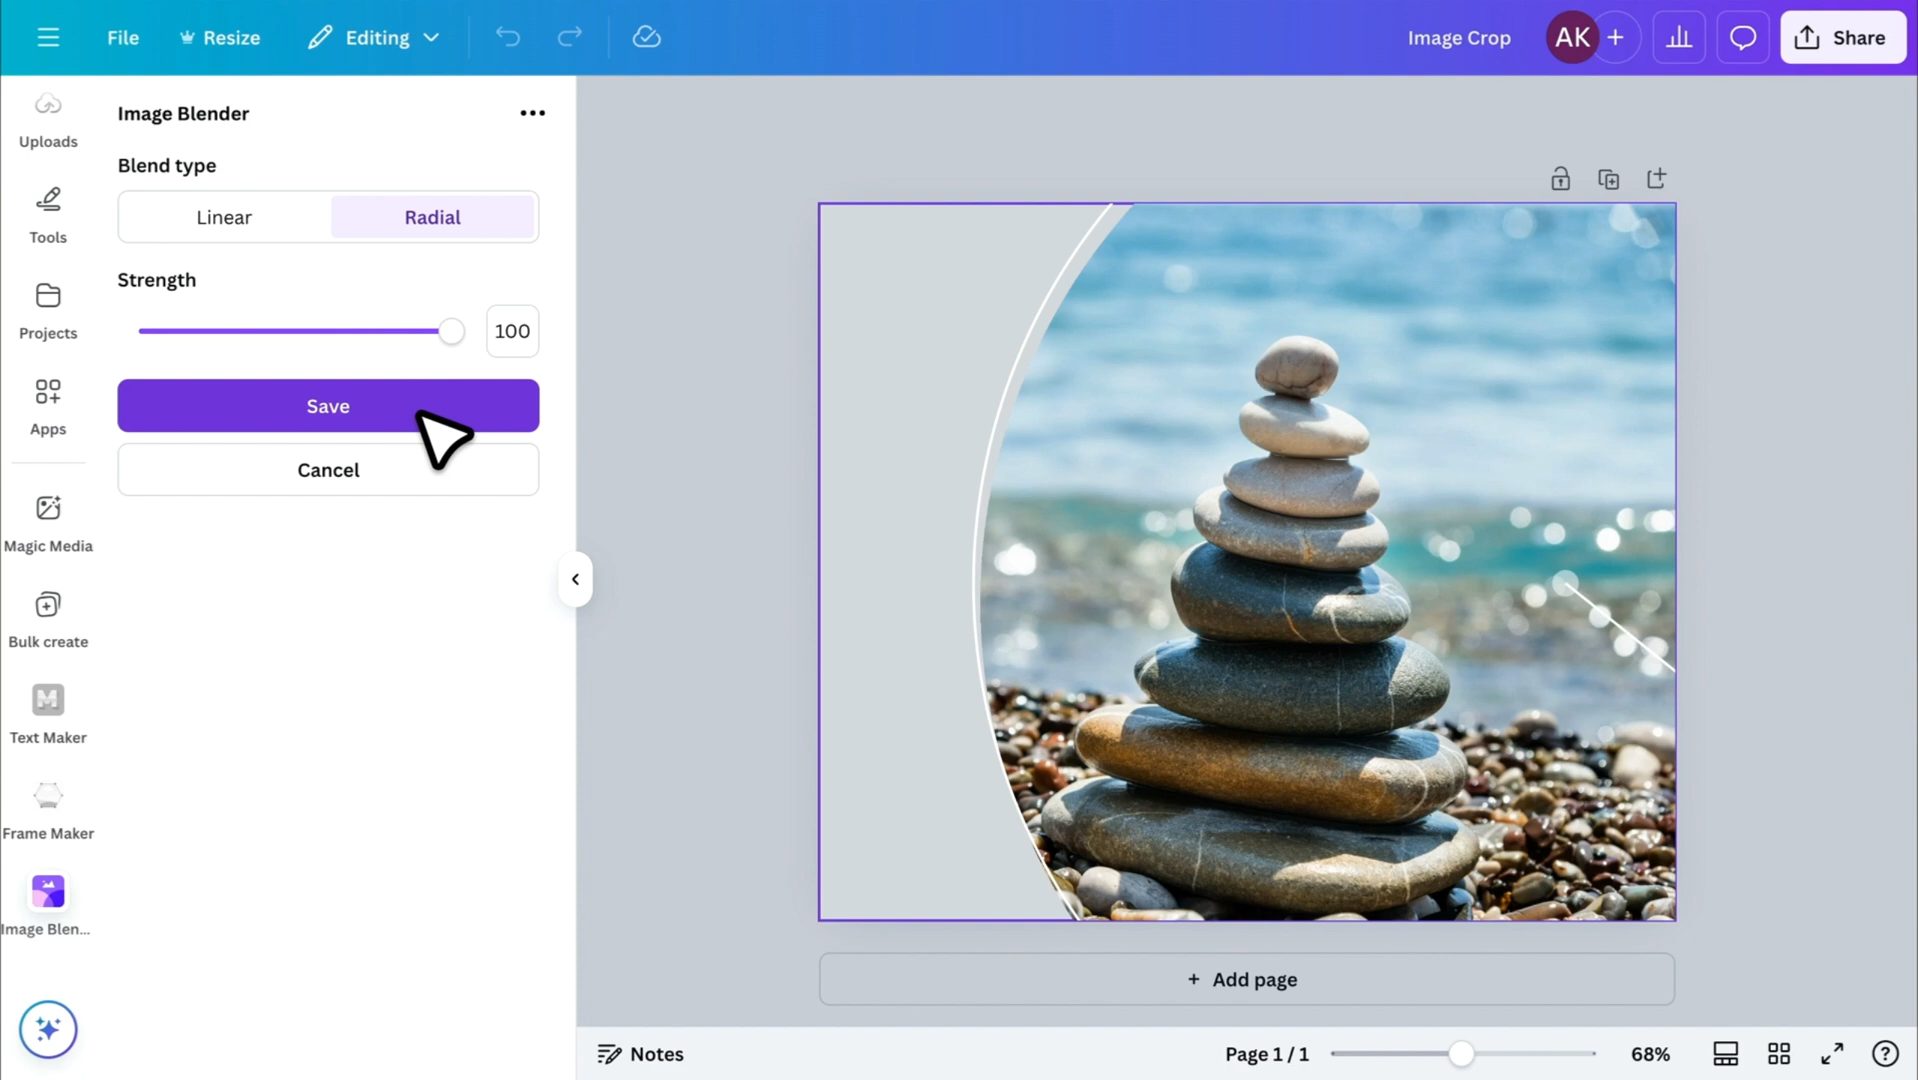 File
Resize
Editing
Image Crop
AK
Share
Uploads
Tools
Projects
Apps
Magic Media
Bulk create
M
Text Maker
Frame Maker
Image Blen...
Image Blender
Blend type
Linear
Radial
Strength
100
Save
Cancel
+ Add page
Notes
Page 1 / 1
68%